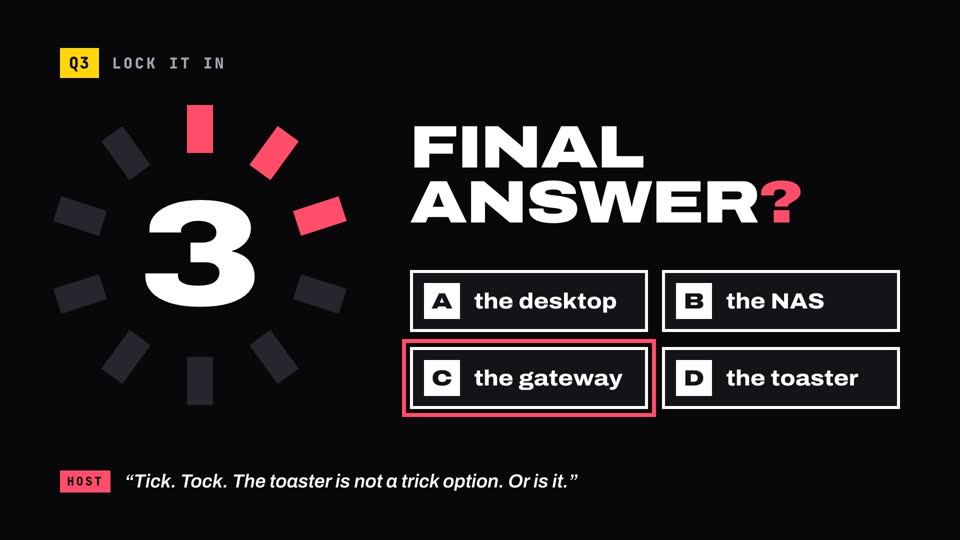 Q3 LOCK IT IN
3
FINAL
ANSWER?
A the desktop
B the NAS
C the gateway
D the toaster
HOST “Tick. Tock. The toaster is not a trick option. Or is it.”